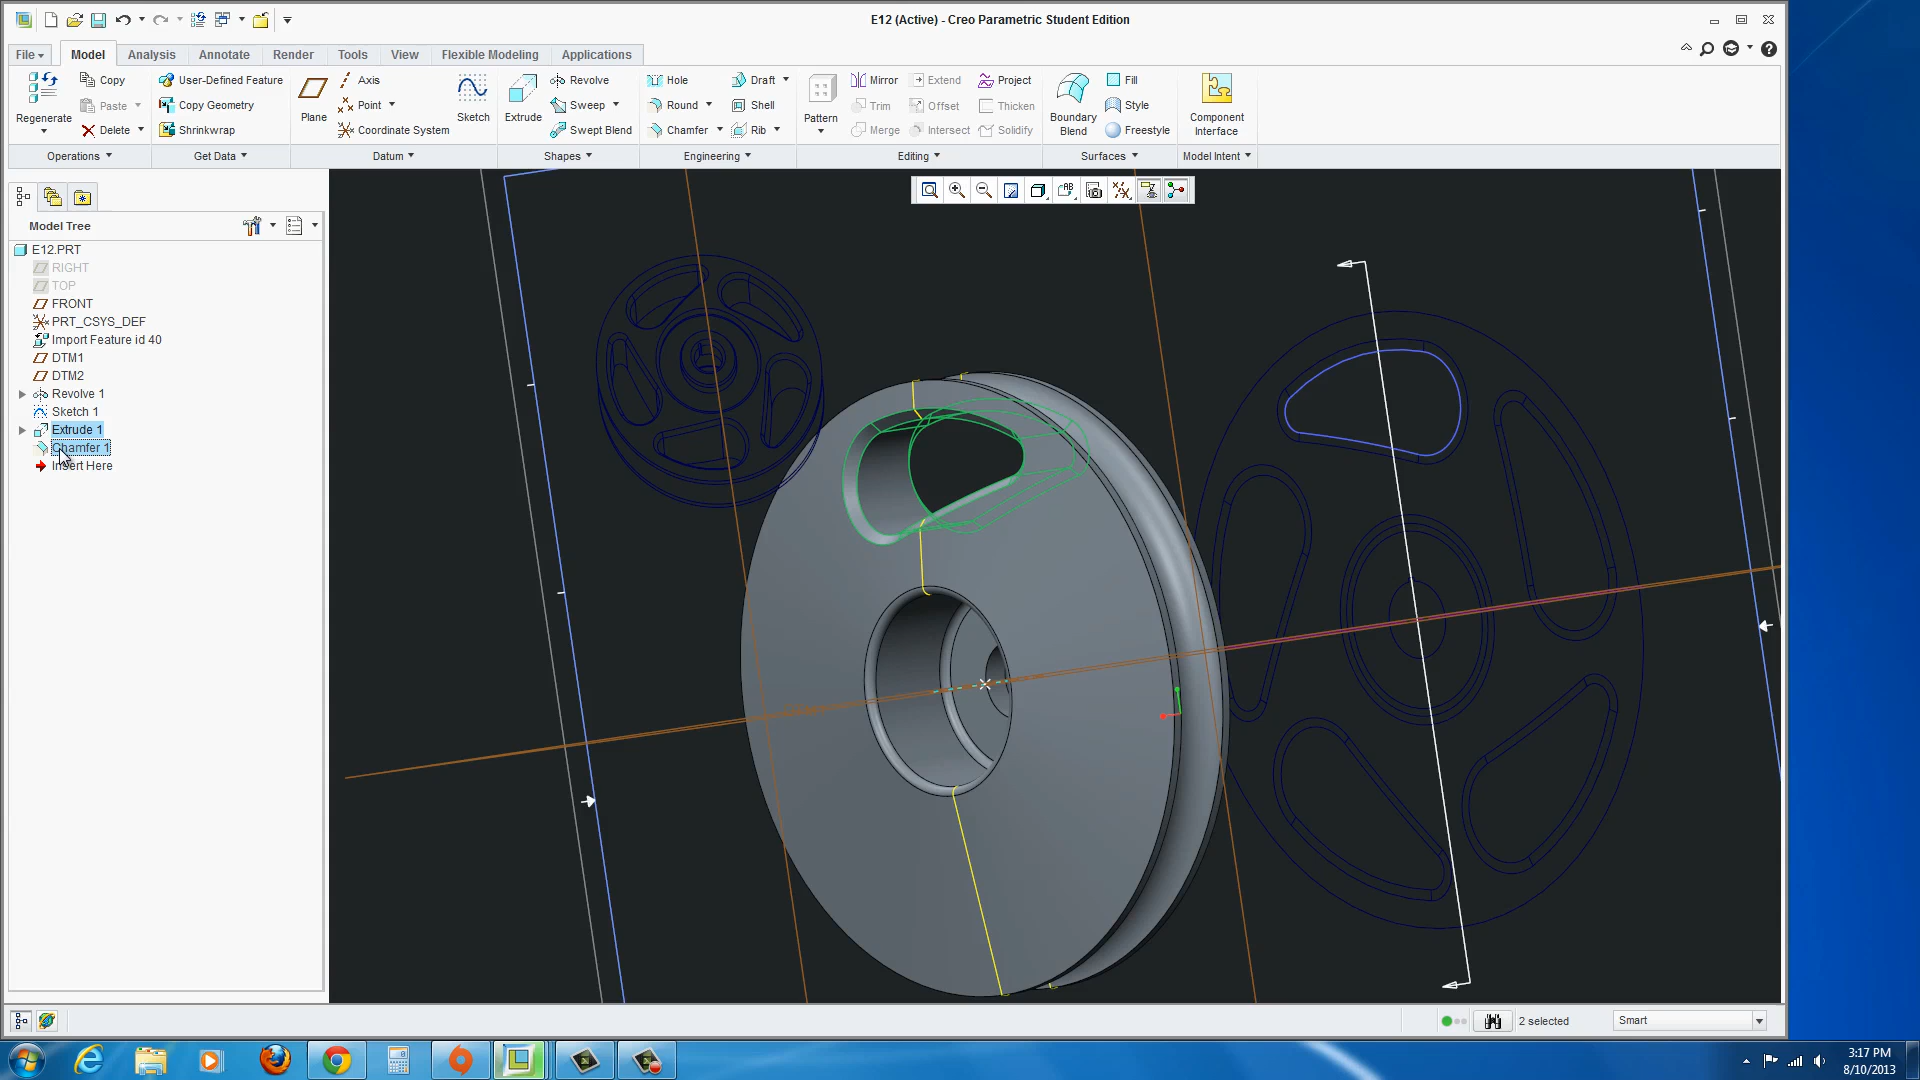 E12 (Active) - Creo Parametric Student Edition
File
Model
Analysis
Annotate
Render
Tools
View
Flexible Modeling
Applications
Regenerate
Copy
Paste
Delete
User-Defined Feature
Copy Geometry
Shrinkwrap
Plane
Axis
Point
Coordinate System
Sketch
Extrude
Revolve
Sweep
Swept Blend
Hole
Round
Chamfer
Draft
Shell
Rib
Pattern
Mirror
Trim
Merge
Extend
Offset
Intersect
Project
Thicken
Solidify
Boundary
Blend
Fill
Style
Freestyle
Component
Interface
Operations
Get Data
Datum
Shapes
Engineering
Editing
Surfaces
Model Intent
Model Tree
E12.PRT
RIGHT
TOP
FRONT
PRT_CSYS_DEF
Import Feature id 40
DTM1
DTM2
Revolve 1
Sketch 1
Extrude 1
Chamfer 1
Insert Here
2 selected
Smart
3:17 PM
8/10/2013